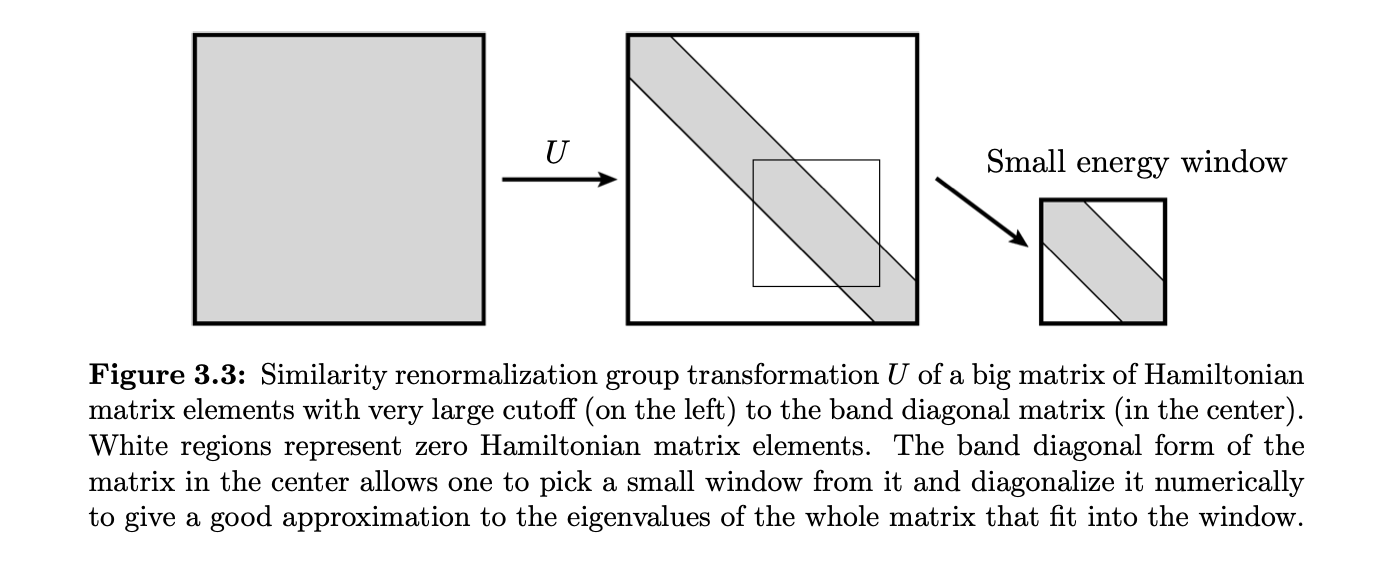 U
Small energy window
Figure 3.3: Similarity renormalization group transformation U of a big matrix of Hamiltonian
matrix elements with very large cutoff (on the left) to the band diagonal matrix (in the center).
White regions represent zero Hamiltonian matrix elements. The band diagonal form of the
matrix in the center allows one to pick a small window from it and diagonalize it numerically
to give a good approximation to the eigenvalues of the whole matrix that fit into the window.